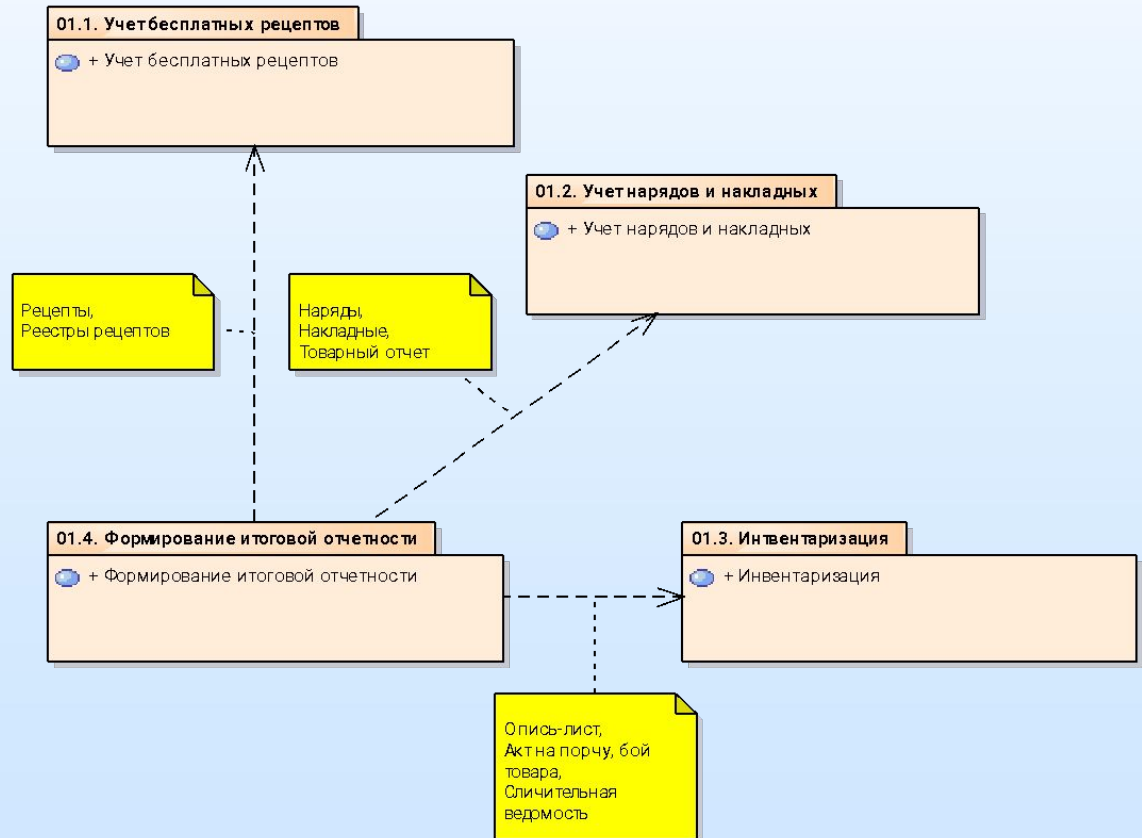 01.1. Учет бесплатных рецептов
+ Учет бесплатных рецептов
01.2. Учет нарядов и накладных
+ Учет нарядов и накладных
Рецепты,
Реестры рецептов
Наряды,
Накладные,
Товарный отчет
01.4. Формирование итоговой отчетности
+ Формирование итоговой отчетности
01.3. Интвентаризация
+ Инвентаризация
Опись-лист,
Акт на порчу, бой
товара,
Сличительная
ведомость